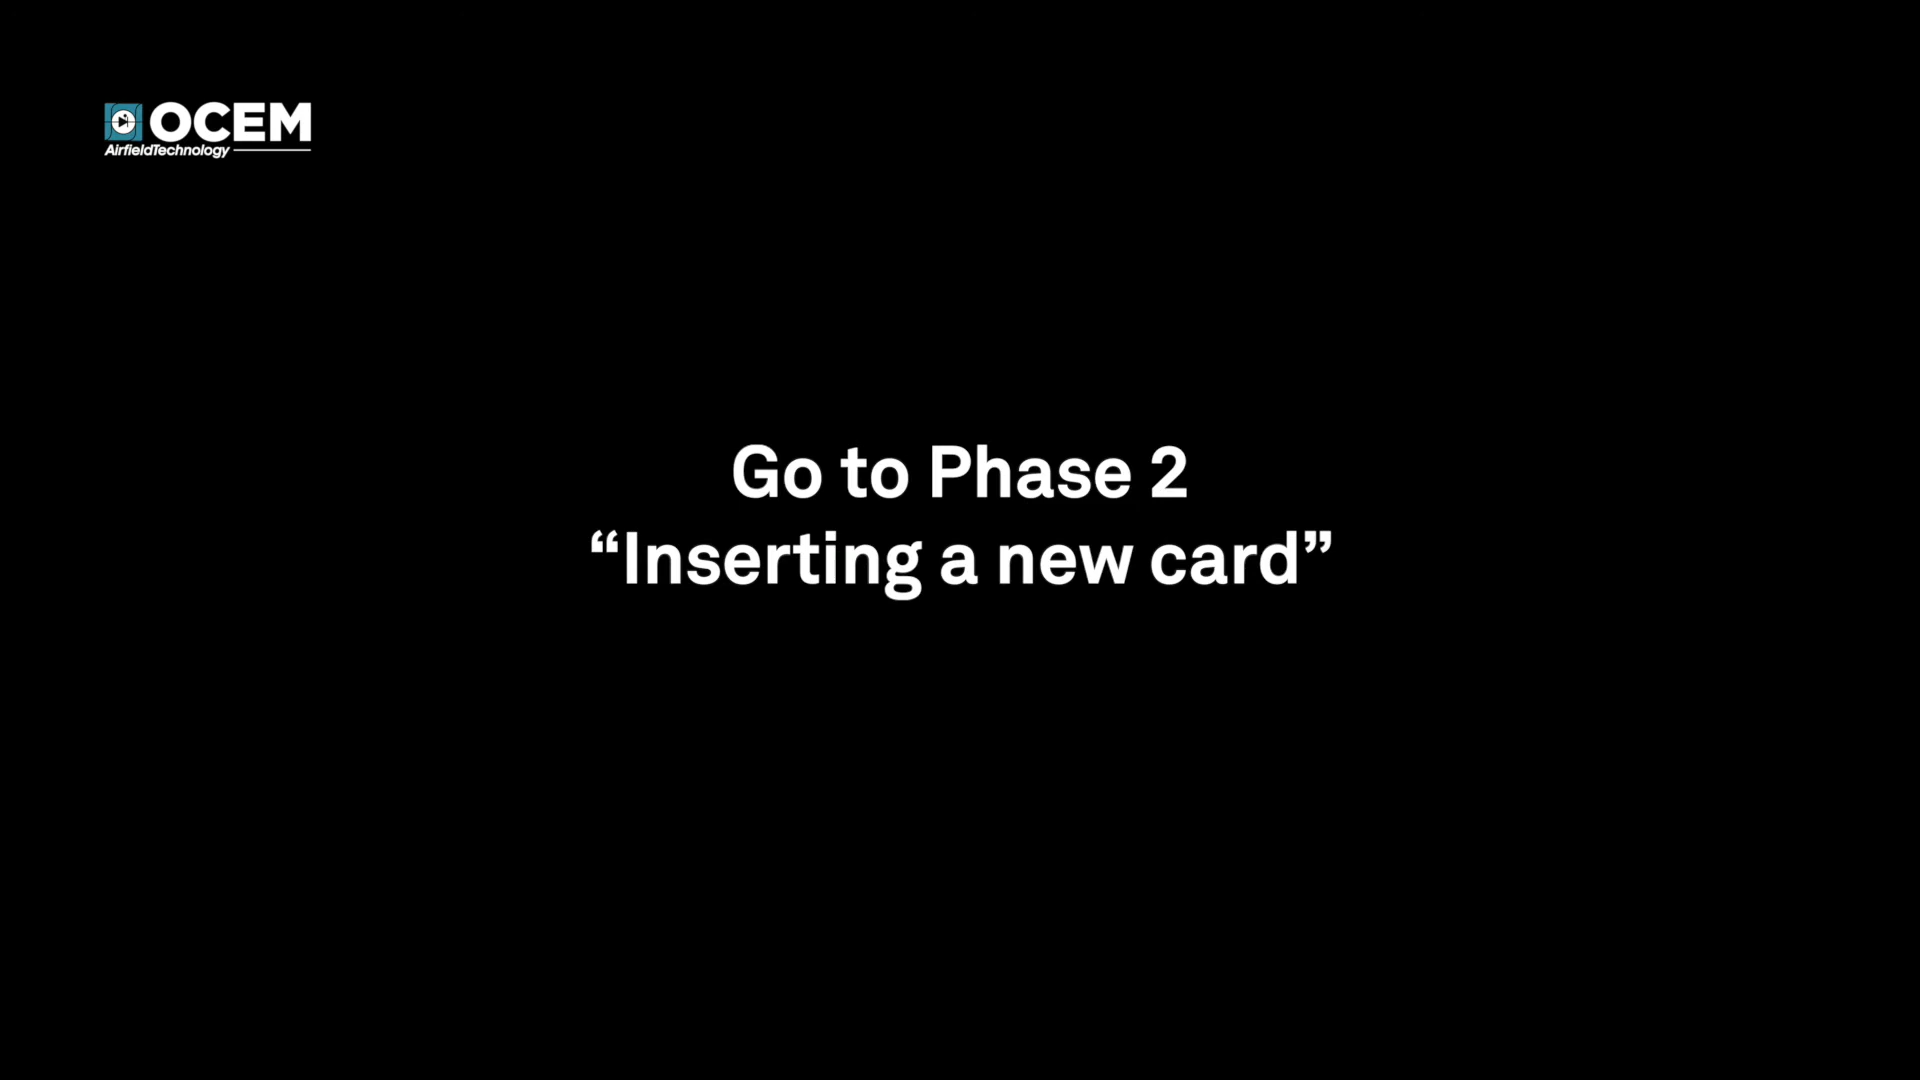 OCEM
AirfieldTechnology
Go to Phase 2
“Inserting a new card”